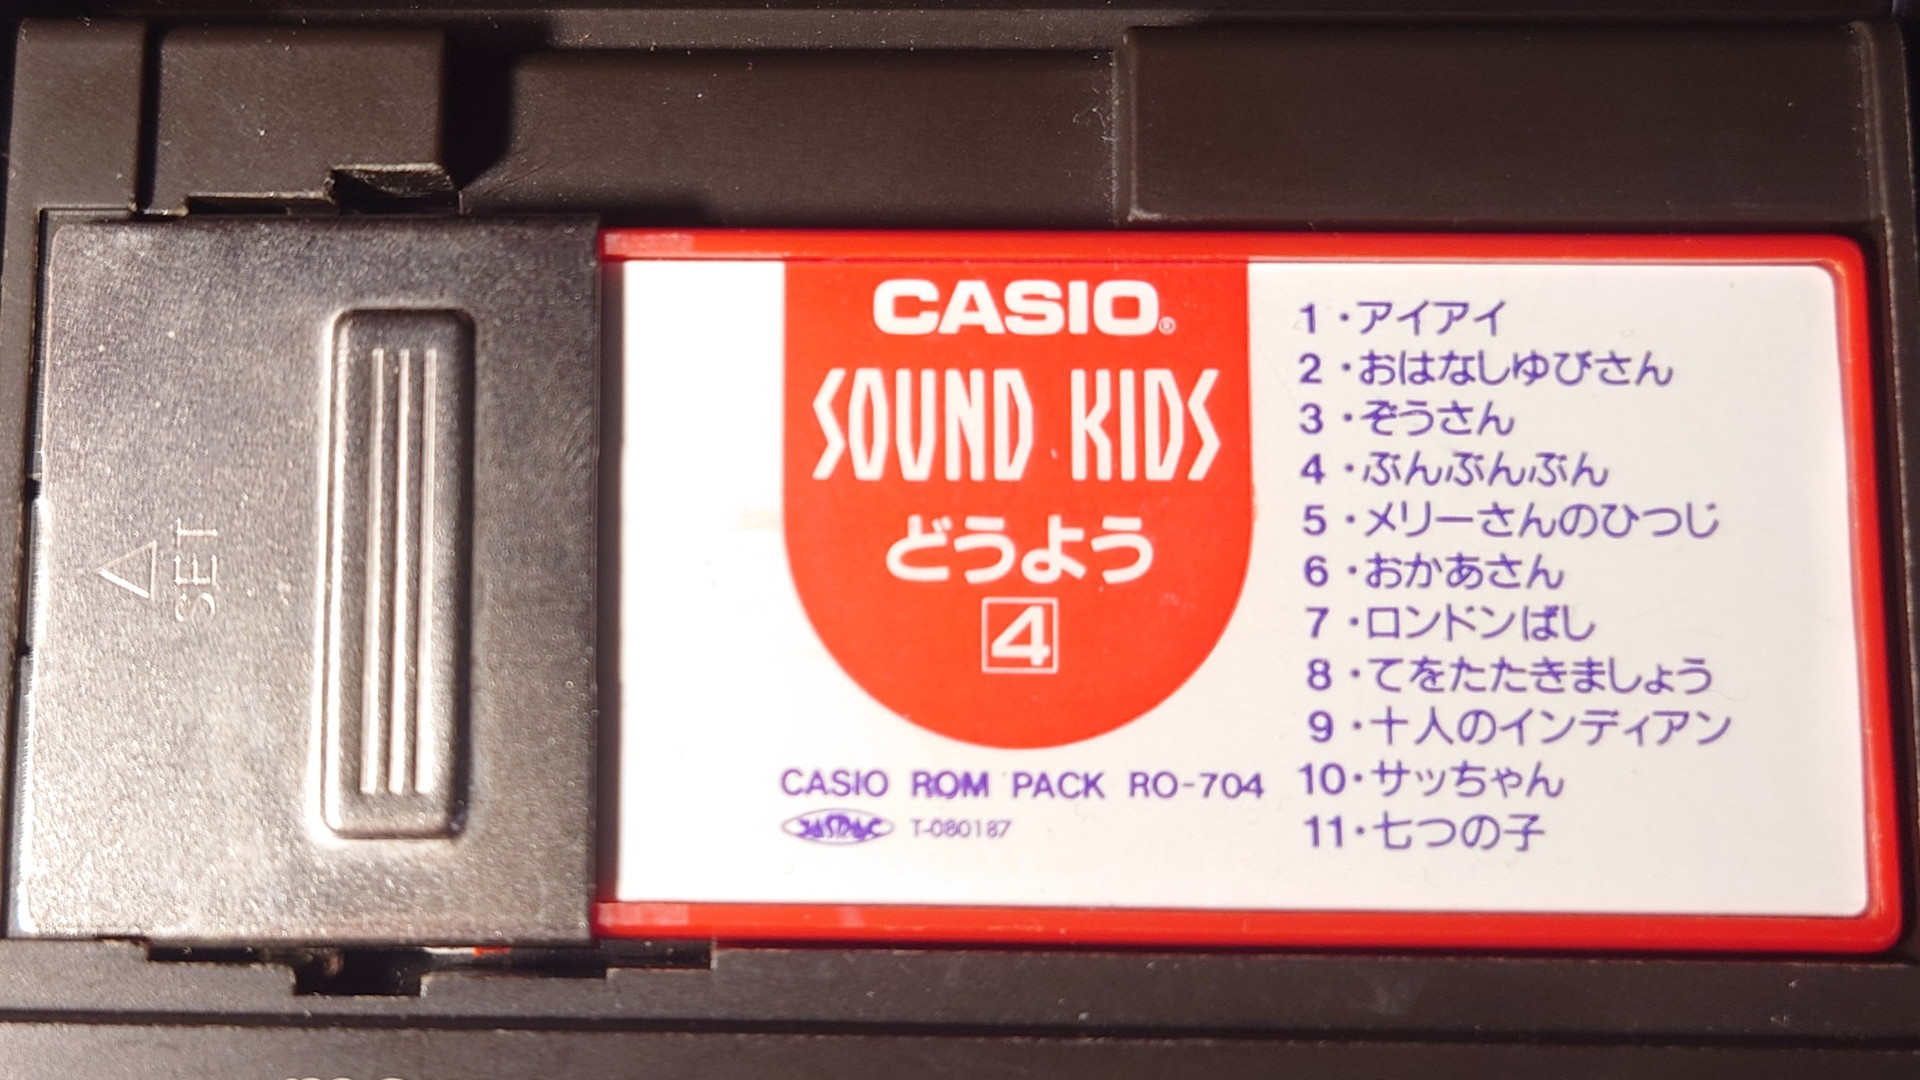 SET
CASIO®
SOUND KIDS
どうよう
4
CASIO ROM PACK RO-704
JASRAC T-080187
1・アイアイ
2・おはなしゆびさん
3・ぞうさん
4・ぶんぶんぶん
5・メリーさんのひつじ
6・おかあさん
7・ロンドンばし
8・てをたたきましょう
9・十人のインディアン
10・サッちゃん
11・七つの子